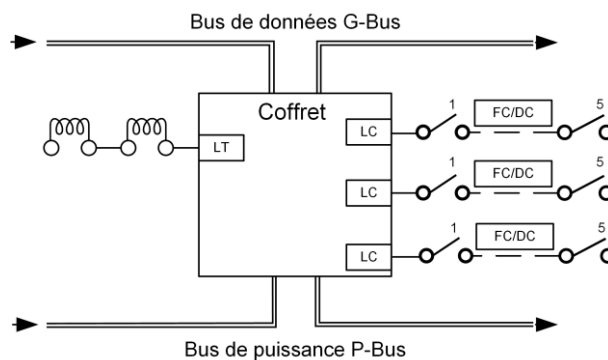 Bus de données G-Bus
Coffret
LT
LC
1
FC/DC
5
LC
1
FC/DC
5
LC
1
FC/DC
5
Bus de puissance P-Bus